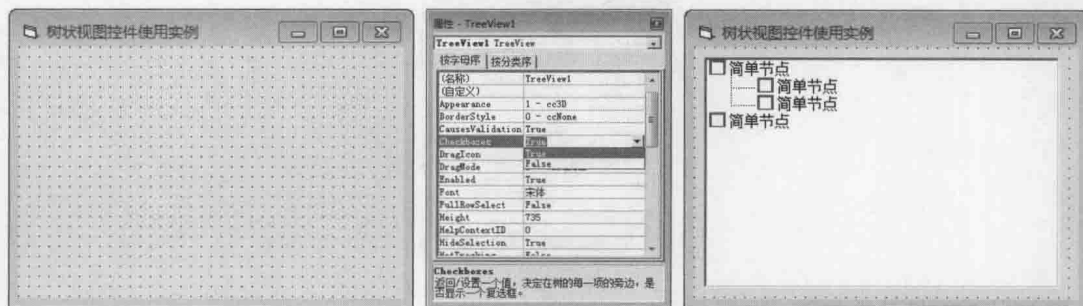 树状视图控件使用实例
属性 - TreeView1
TreeView1 TreeView
按字母序 按分类序
(名称) TreeView1
(自定义)
Appearance 1 - cc3D
BorderStyle 0 - ccNone
CausesValidation True
Checkboxes True
DragIcon True
DragMode False
Enabled True
Font 宋体
FullRowSelect False
Height 735
HelpContextID 0
HideSelection True
HotTracking False
Checkboxes
返回/设置一个值，决定在树的每一项的旁边，是
否显示一个复选框。
树状视图控件使用实例
简单节点
简单节点
简单节点
简单节点